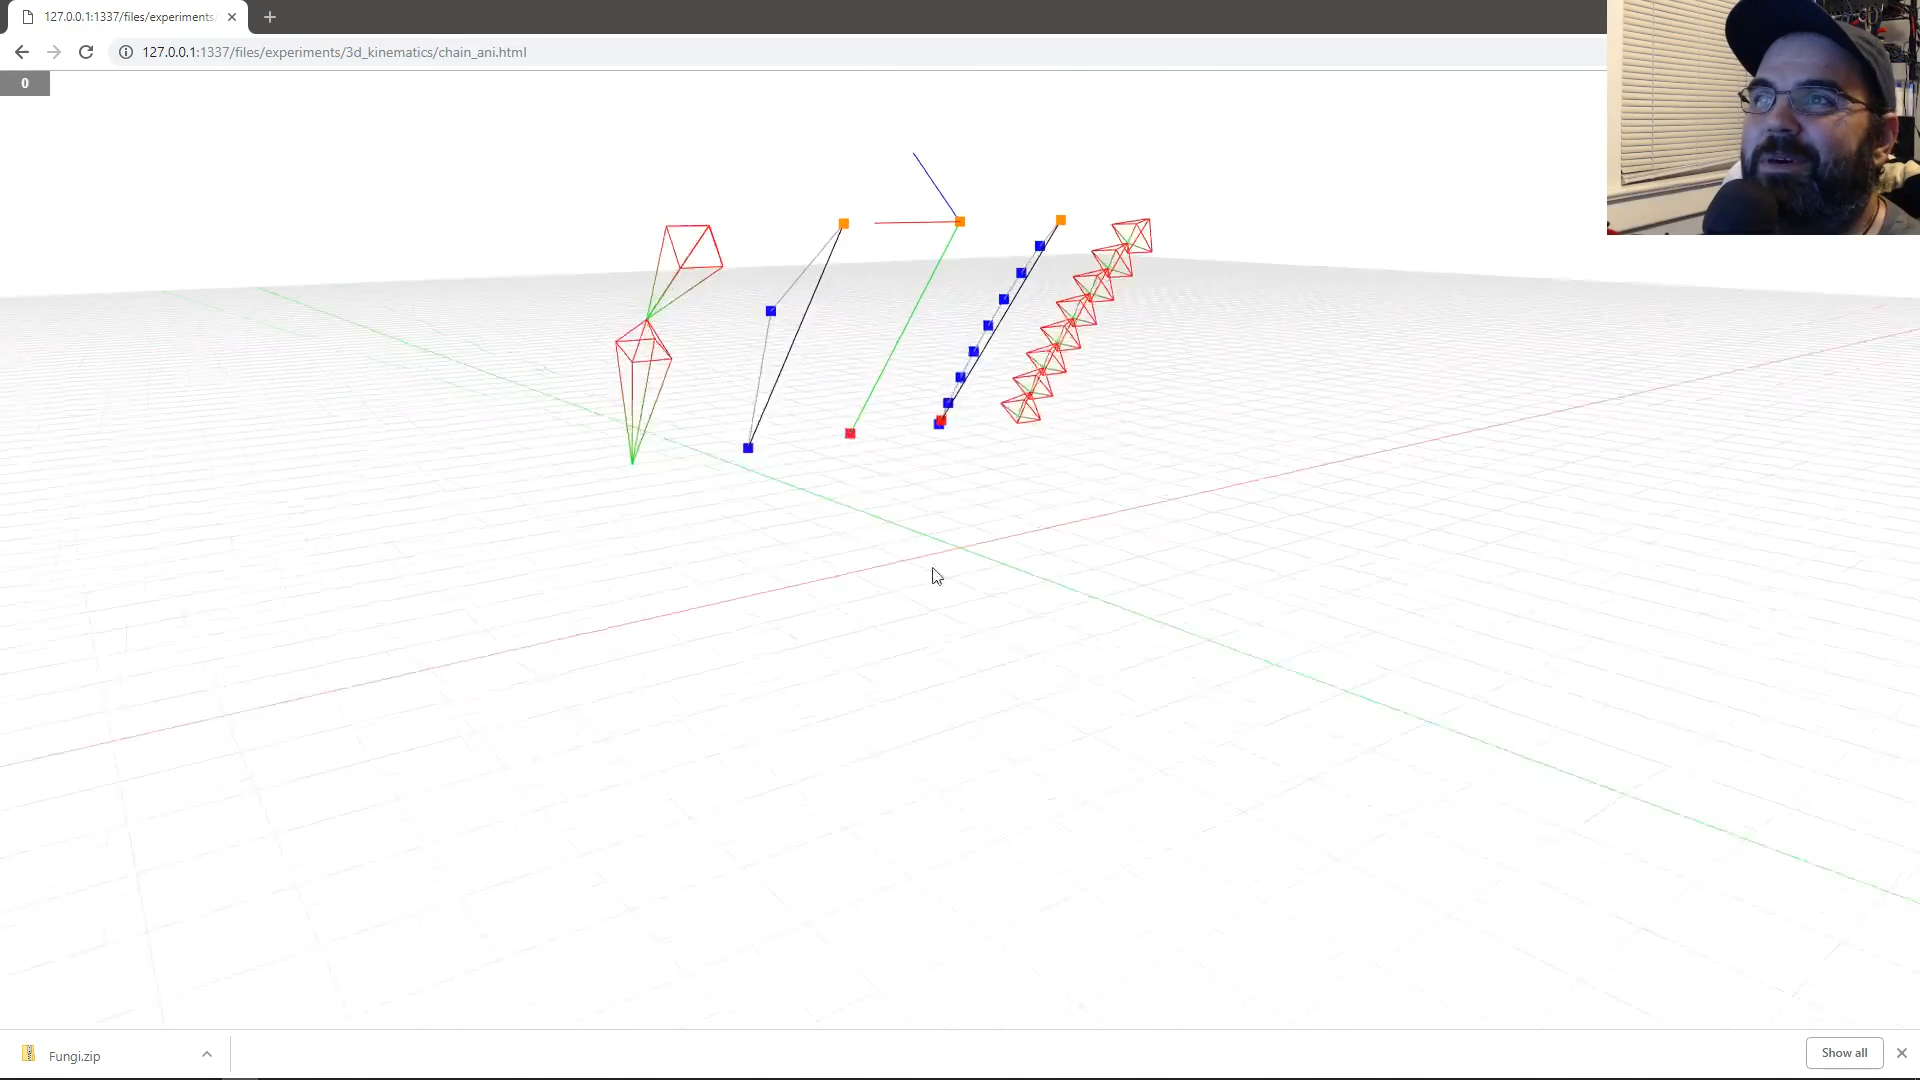 127.0.0.1:1337/files/experiments/
127.0.0.1:1337/files/experiments/3d_kinematics/chain_ani.html
0
Fungi.zip
Show all